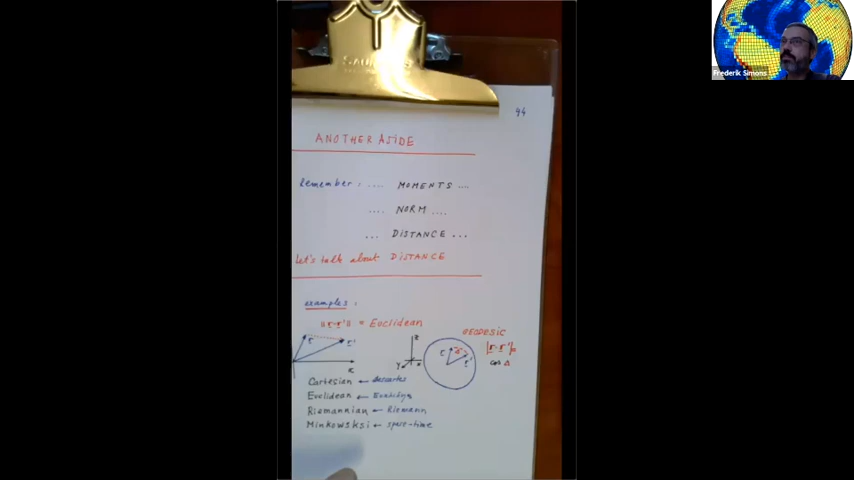 Frederik Simons
94
ANOTHER ASIDE
Remember: .... MOMENTS ....
.... NORM ....
... DISTANCE ...
Let's talk about DISTANCE
examples:
||r-r'|| = Euclidean
GEODESIC
r r'
x
z
y x
r Δ r'
cos Δ
Cartesian ← Descartes
Euclidean ← Euclides
Riemannian ← Riemann
Minkowski ← space-time